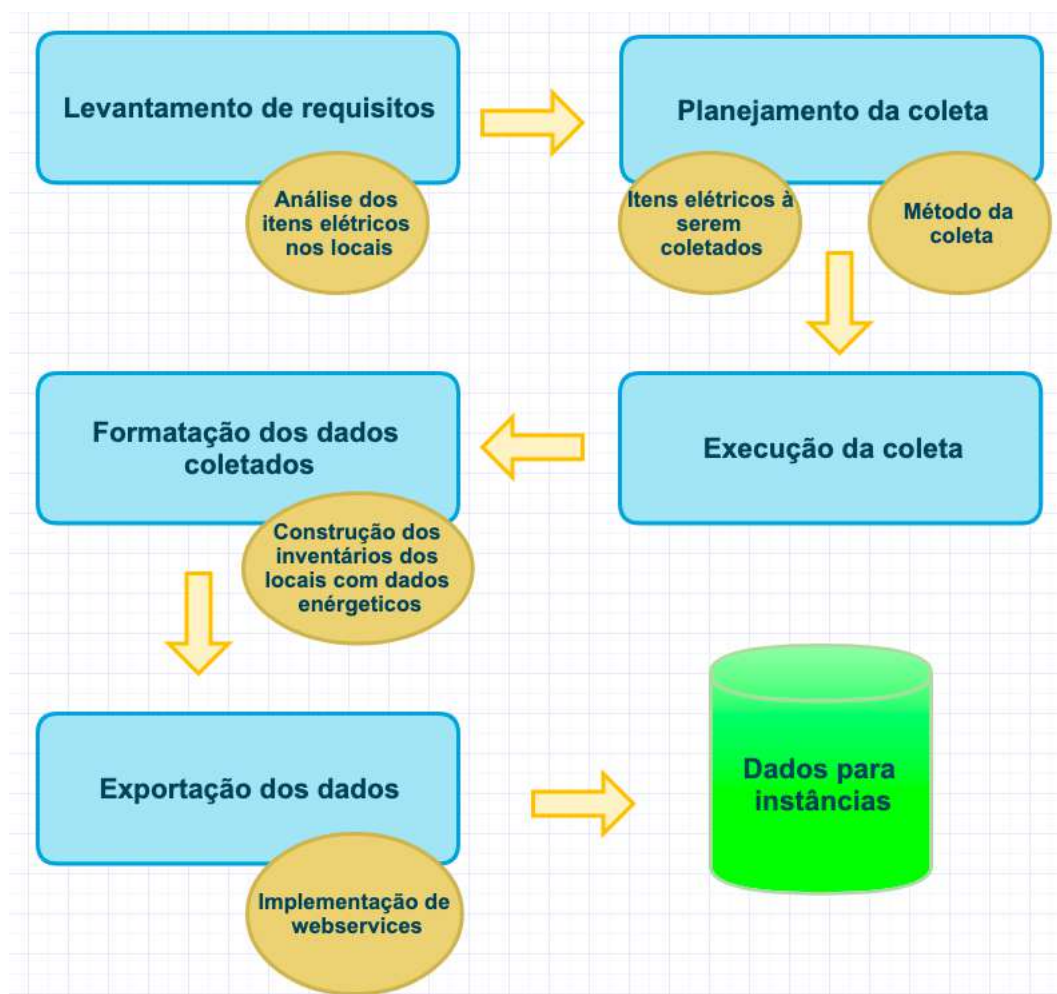 Levantamento de requisitos
Análise dos
itens elétricos
nos locais
Planejamento da coleta
Itens elétricos à
serem
coletados
Método da
coleta
Execução da coleta
Formatação dos dados
coletados
Construção dos
inventários dos
locais com dados
enérgeticos
Exportação dos dados
Implementação de
webservices
Dados para
instâncias